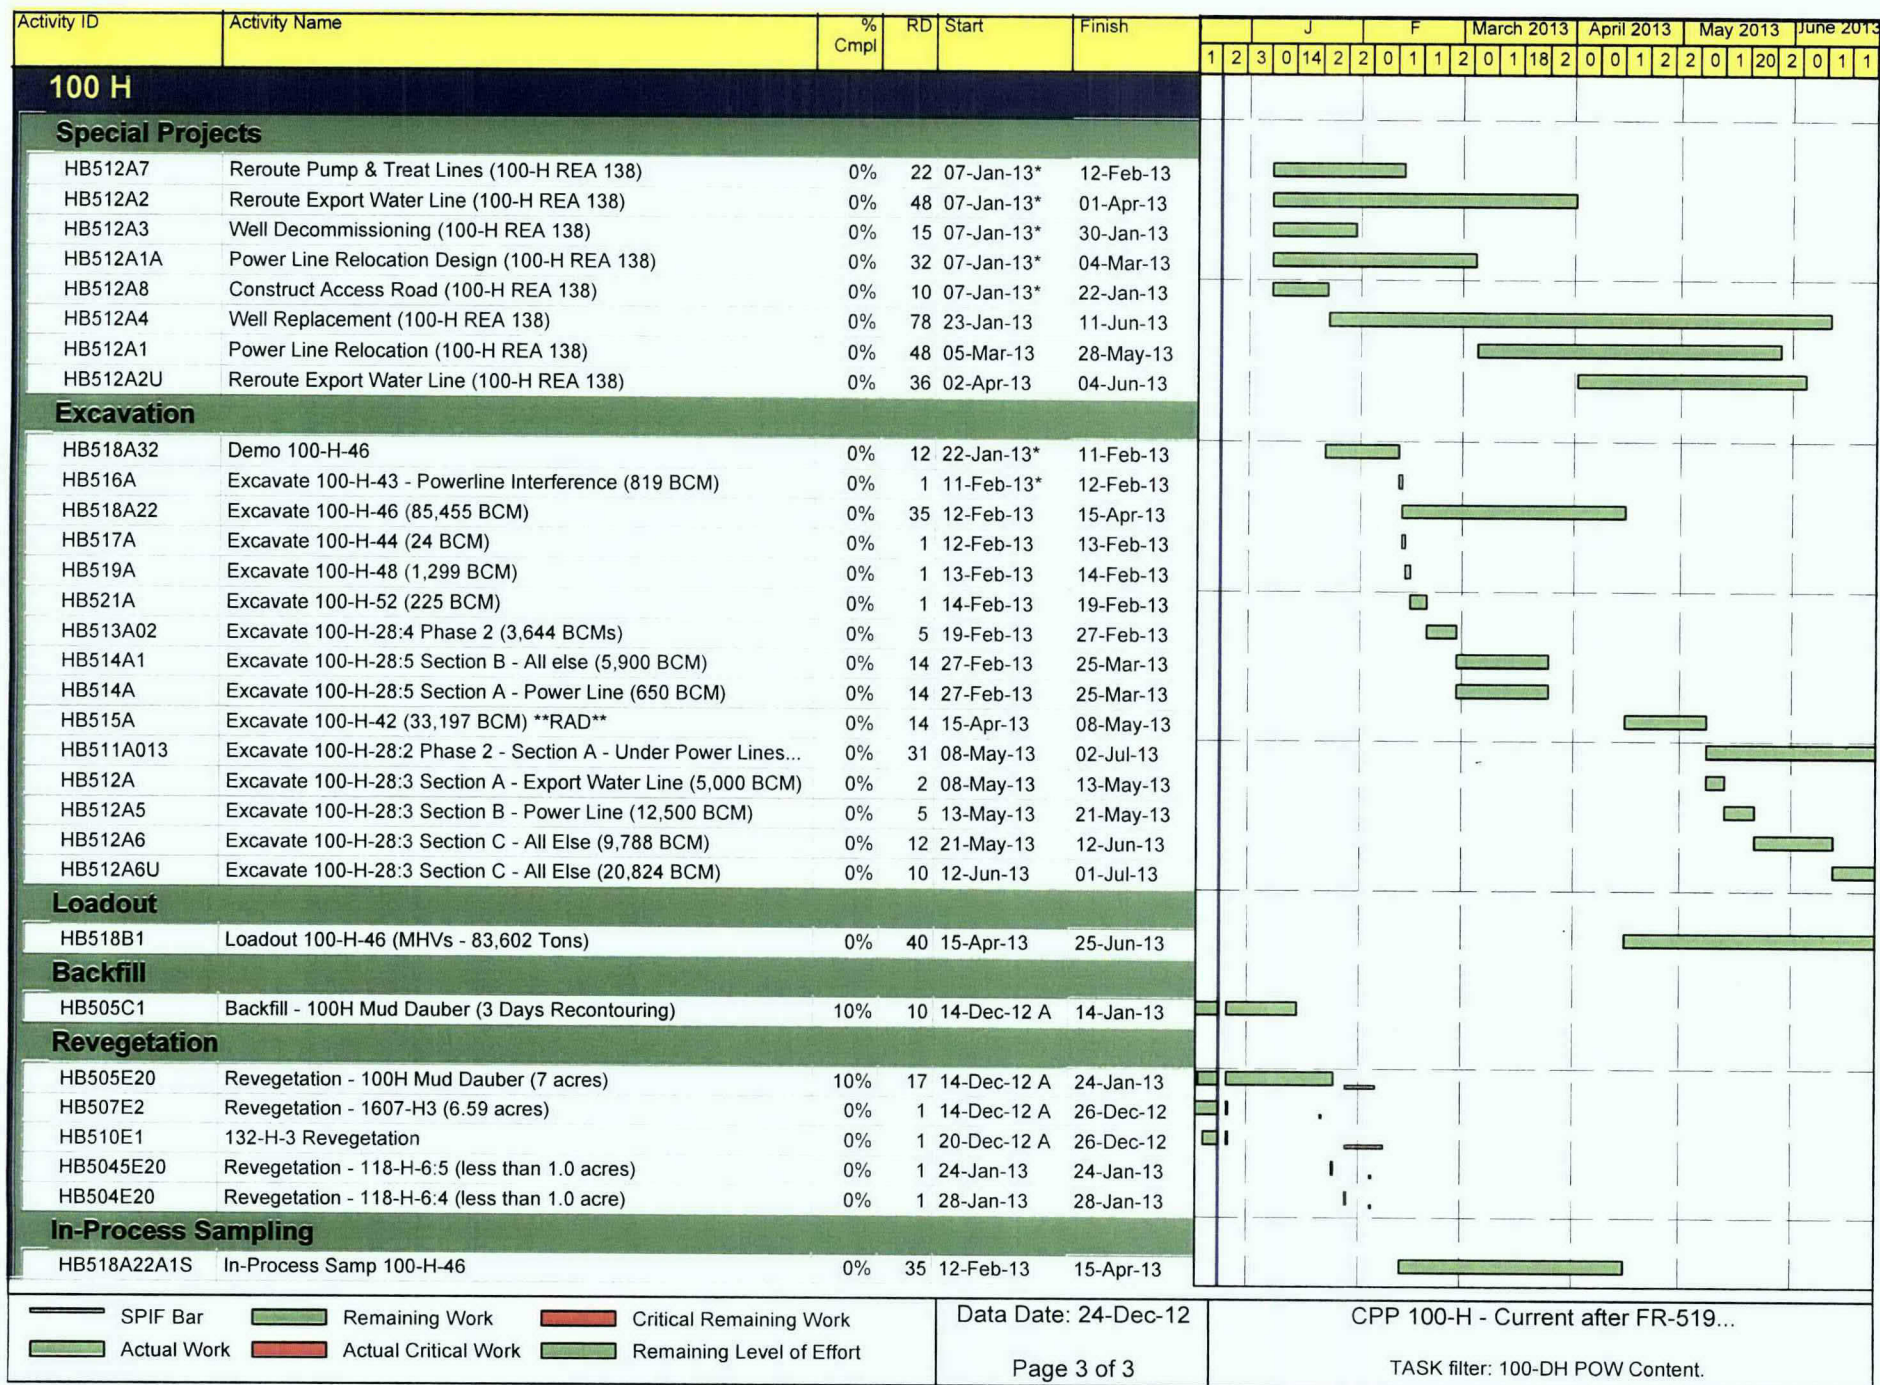 Activity ID Activity Name % Cmpl RD Start Finish J F March 2013 April 2013 May 2013 June 2013
1 2 3 0 14 2 2 0 1 1 2 0 1 18 2 0 0 1 2 2 0 1 20 2 0 1 1
100 H
Special Projects
HB512A7 Reroute Pump & Treat Lines (100-H REA 138) 0% 22 07-Jan-13* 12-Feb-13
HB512A2 Reroute Export Water Line (100-H REA 138) 0% 48 07-Jan-13* 01-Apr-13
HB512A3 Well Decommissioning (100-H REA 138) 0% 15 07-Jan-13* 30-Jan-13
HB512A1A Power Line Relocation Design (100-H REA 138) 0% 32 07-Jan-13* 04-Mar-13
HB512A8 Construct Access Road (100-H REA 138) 0% 10 07-Jan-13* 22-Jan-13
HB512A4 Well Replacement (100-H REA 138) 0% 78 23-Jan-13 11-Jun-13
HB512A1 Power Line Relocation (100-H REA 138) 0% 48 05-Mar-13 28-May-13
HB512A2U Reroute Export Water Line (100-H REA 138) 0% 36 02-Apr-13 04-Jun-13
Excavation
HB518A32 Demo 100-H-46 0% 12 22-Jan-13* 11-Feb-13
HB516A Excavate 100-H-43 - Powerline Interference (819 BCM) 0% 1 11-Feb-13* 12-Feb-13
HB518A22 Excavate 100-H-46 (85,455 BCM) 0% 35 12-Feb-13 15-Apr-13
HB517A Excavate 100-H-44 (24 BCM) 0% 1 12-Feb-13 13-Feb-13
HB519A Excavate 100-H-48 (1,299 BCM) 0% 1 13-Feb-13 14-Feb-13
HB521A Excavate 100-H-52 (225 BCM) 0% 1 14-Feb-13 19-Feb-13
HB513A02 Excavate 100-H-28:4 Phase 2 (3,644 BCMs) 0% 5 19-Feb-13 27-Feb-13
HB514A1 Excavate 100-H-28:5 Section B - All else (5,900 BCM) 0% 14 27-Feb-13 25-Mar-13
HB514A Excavate 100-H-28:5 Section A - Power Line (650 BCM) 0% 14 27-Feb-13 25-Mar-13
HB515A Excavate 100-H-42 (33,197 BCM) **RAD** 0% 14 15-Apr-13 08-May-13
HB511A013 Excavate 100-H-28:2 Phase 2 - Section A - Under Power Lines... 0% 31 08-May-13 02-Jul-13
HB512A Excavate 100-H-28:3 Section A - Export Water Line (5,000 BCM) 0% 2 08-May-13 13-May-13
HB512A5 Excavate 100-H-28:3 Section B - Power Line (12,500 BCM) 0% 5 13-May-13 21-May-13
HB512A6 Excavate 100-H-28:3 Section C - All Else (9,788 BCM) 0% 12 21-May-13 12-Jun-13
HB512A6U Excavate 100-H-28:3 Section C - All Else (20,824 BCM) 0% 10 12-Jun-13 01-Jul-13
Loadout
HB518B1 Loadout 100-H-46 (MHVs - 83,602 Tons) 0% 40 15-Apr-13 25-Jun-13
Backfill
HB505C1 Backfill - 100H Mud Dauber (3 Days Recontouring) 10% 10 14-Dec-12 A 14-Jan-13
Revegetation
HB505E20 Revegetation - 100H Mud Dauber (7 acres) 10% 17 14-Dec-12 A 24-Jan-13
HB507E2 Revegetation - 1607-H3 (6.59 acres) 0% 1 14-Dec-12 A 26-Dec-12
HB510E1 132-H-3 Revegetation 0% 1 20-Dec-12 A 26-Dec-12
HB5045E20 Revegetation - 118-H-6:5 (less than 1.0 acres) 0% 1 24-Jan-13 24-Jan-13
HB504E20 Revegetation - 118-H-6:4 (less than 1.0 acre) 0% 1 28-Jan-13 28-Jan-13
In-Process Sampling
HB518A22A1S In-Process Samp 100-H-46 0% 35 12-Feb-13 15-Apr-13
SPIF Bar Remaining Work Critical Remaining Work Data Date: 24-Dec-12 CPP 100-H - Current after FR-519...
Actual Work Actual Critical Work Remaining Level of Effort Page 3 of 3 TASK filter: 100-DH POW Content.